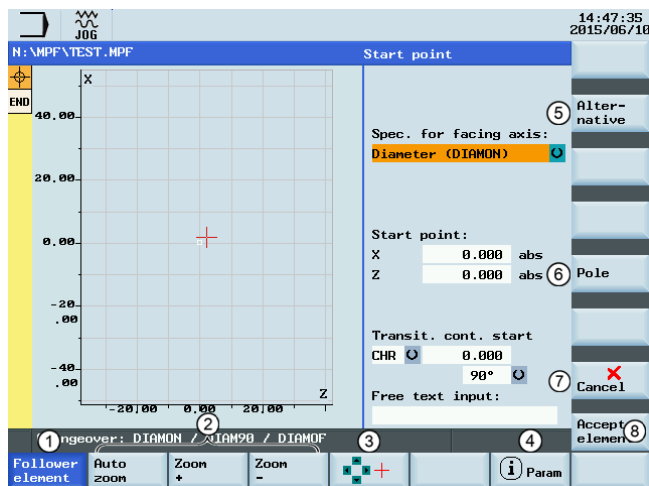 JOG
14:47:35
2015/06/10
N:\MPF\TEST.MPF
Start point
END
X
40.00
20.00
0.00
-20
.00
-40
.00
-20.00 0.00 20.00
Z
Spec. for facing axis:
Diameter (DIAMON)
Start point:
X 0.000 abs
Z 0.000 abs
Transit. cont. start
CHR 0.000
90°
Free text input:
5
Alter-
native
6 Pole
7 Cancel
Accept
element
8
DIAMON / DIAM90 / DIAMOF
1 2 3 4
Follower
element
Auto
zoom
Zoom
+
Zoom
-
i Param